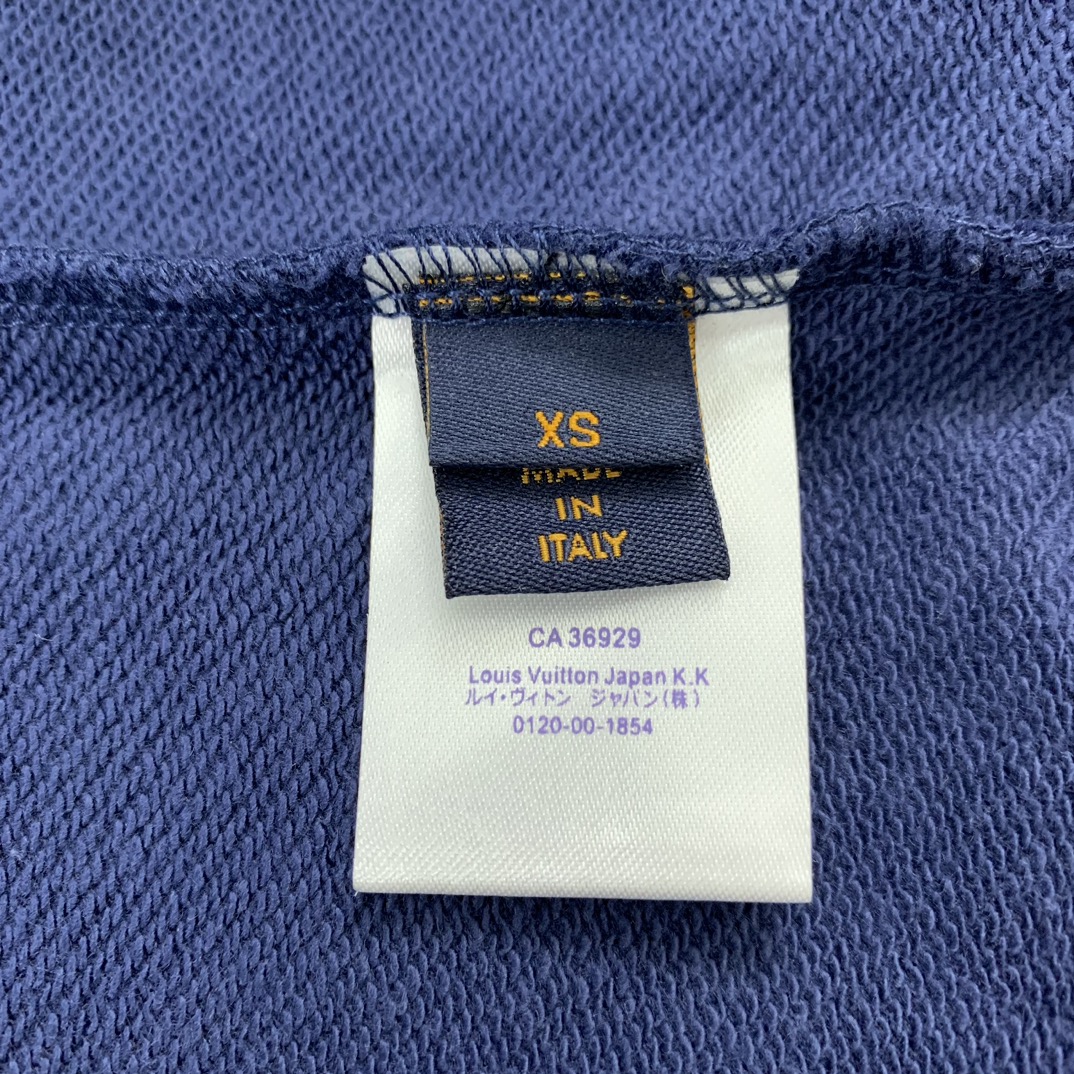 XS
MADE
IN
ITALY
CA 36929
Louis Vuitton Japan K.K
ルイ・ヴィトン ジャパン(株)
0120-00-1854